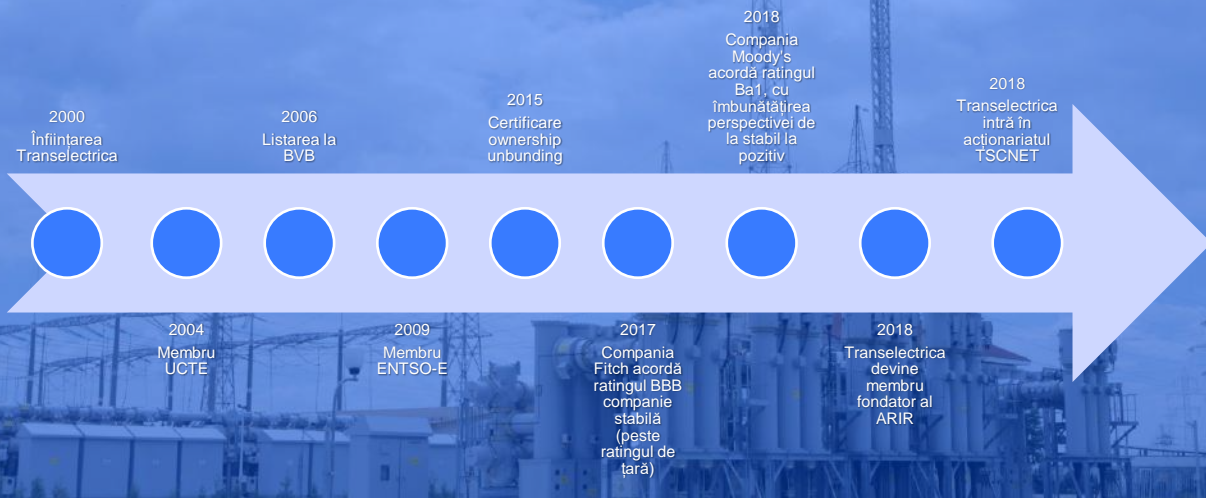 2000
Înființarea
Transelectrica
2004
Membru
UCTE
2006
Listarea la
BVB
2009
Membru
ENTSO-E
2015
Certificare
ownership
unbunding
2017
Compania
Fitch acordă
ratingul BBB
companie
stabilă
(peste
ratingul de
țară)
2018
Compania
Moody's
acordă ratingul
Ba1, cu
îmbunătățirea
perspectivei de
la stabil la
pozitiv
2018
Transelectrica
devine
membru
fondator al
ARIR
2018
Transelectrica
intră în
acționariatul
TSCNET